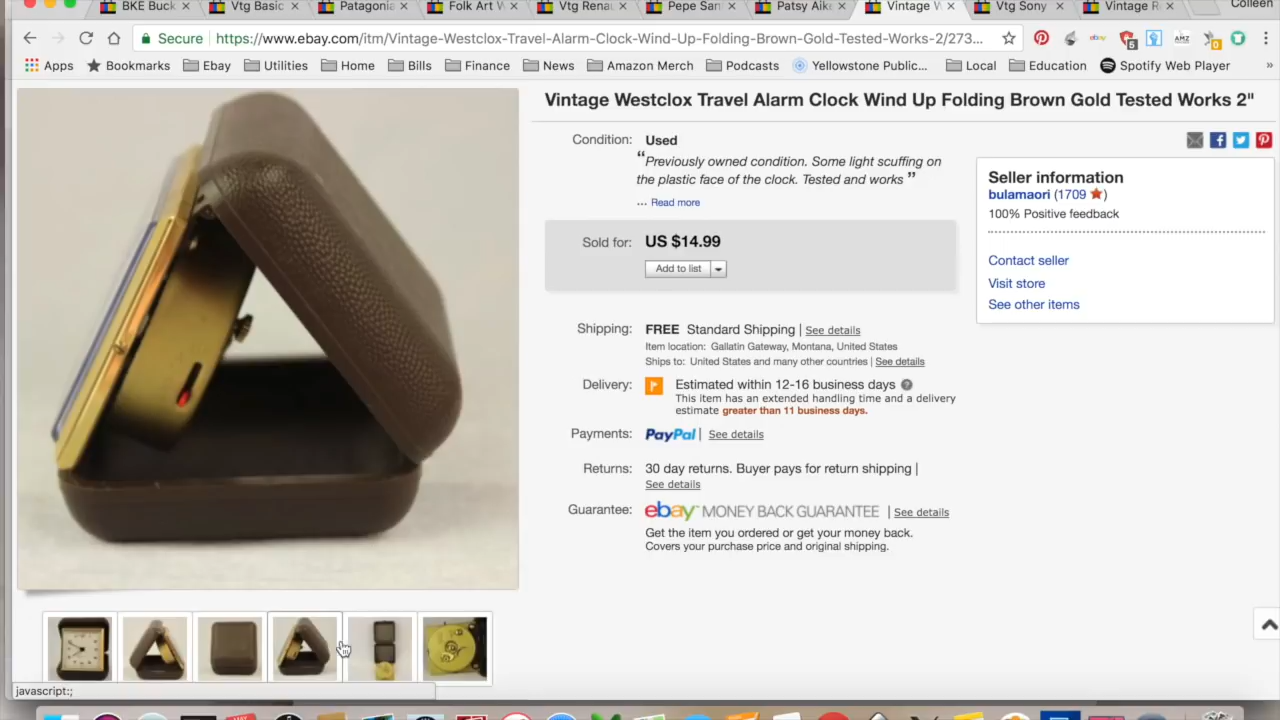 BKE Buck
Vtg Basic
Patagonia
Folk Art W
Vtg Renau
Pepe San
Patsy Aike
Vintage W
Vtg Sony
Vintage R
Colleen
Secure
https://www.ebay.com/itm/Vintage-Westclox-Travel-Alarm-Clock-Wind-Up-Folding-Brown-Gold-Tested-Works-2/273...
Apps
Bookmarks
Ebay
Utilities
Home
Bills
Finance
News
Amazon Merch
Podcasts
Yellowstone Public...
Local
Education
Spotify Web Player
»
Vintage Westclox Travel Alarm Clock Wind Up Folding Brown Gold Tested Works 2"
Condition: Used
“Previously owned condition. Some light scuffing on
the plastic face of the clock. Tested and works ”
... Read more
Sold for: US $14.99
Add to list
Shipping: FREE Standard Shipping | See details
Item location: Gallatin Gateway, Montana, United States
Ships to: United States and many other countries | See details
Delivery: Estimated within 12-16 business days
This item has an extended handling time and a delivery
estimate greater than 11 business days.
Payments: PayPal | See details
Returns: 30 day returns. Buyer pays for return shipping |
See details
Guarantee: ebay MONEY BACK GUARANTEE | See details
Get the item you ordered or get your money back.
Covers your purchase price and original shipping.
Seller information
bulamaori (1709 )
100% Positive feedback
Contact seller
Visit store
See other items
javascript:;